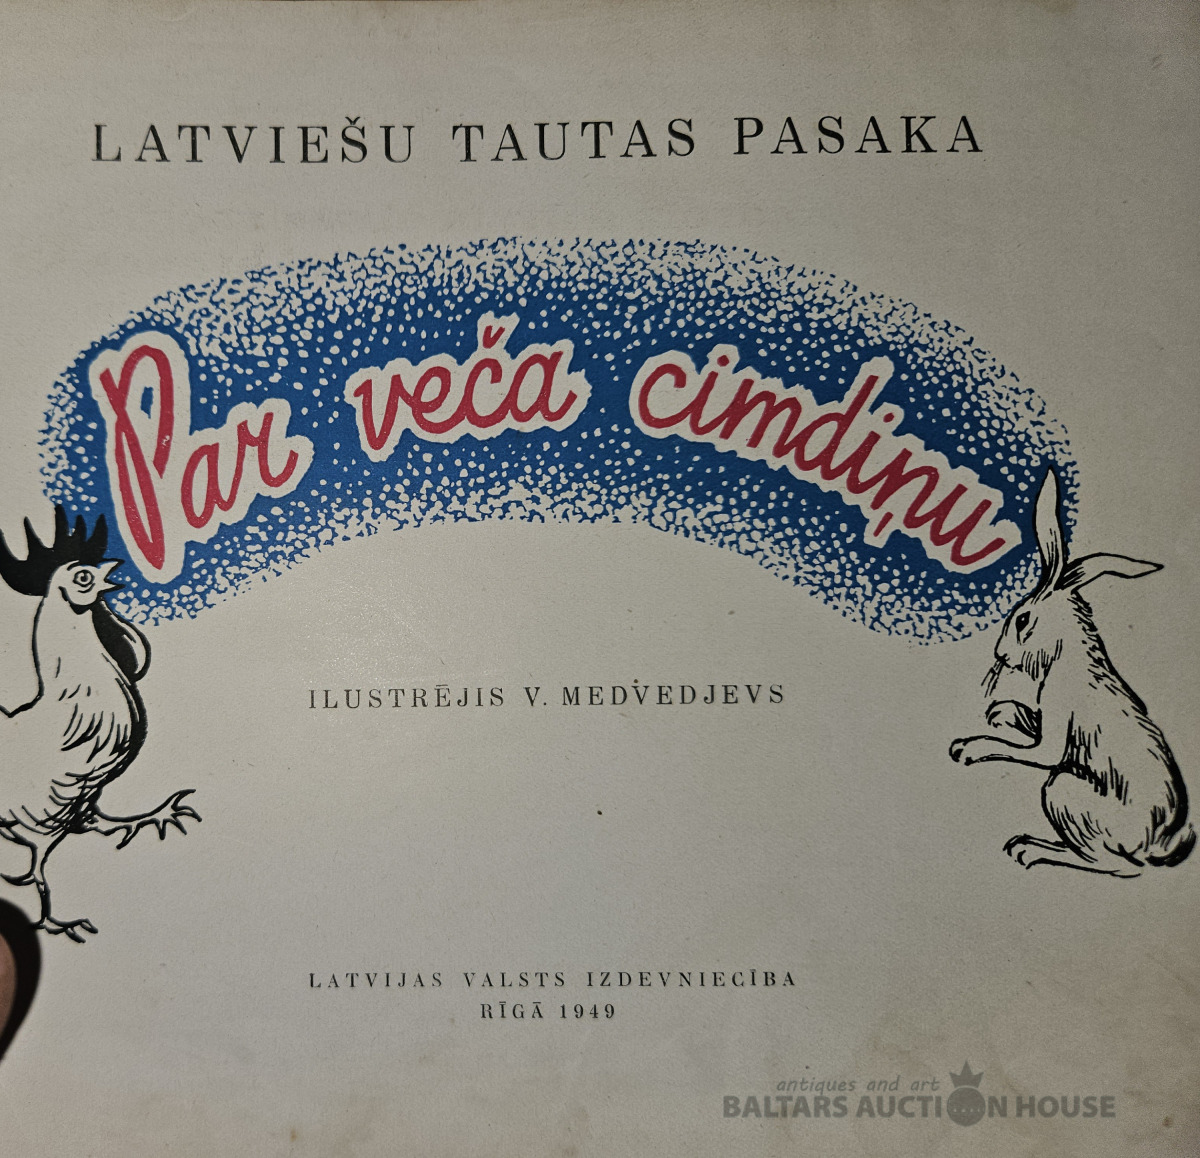 LATVIEŠU TAUTAS PASAKA
Par veča cimdiņu
ILUSTRĒJIS V. MEDVEDJEVS
LATVIJAS VALSTS IZDEVNIECĪBA
RĪGĀ 1949
antiques and art
BALTARS AUCTION HOUSE